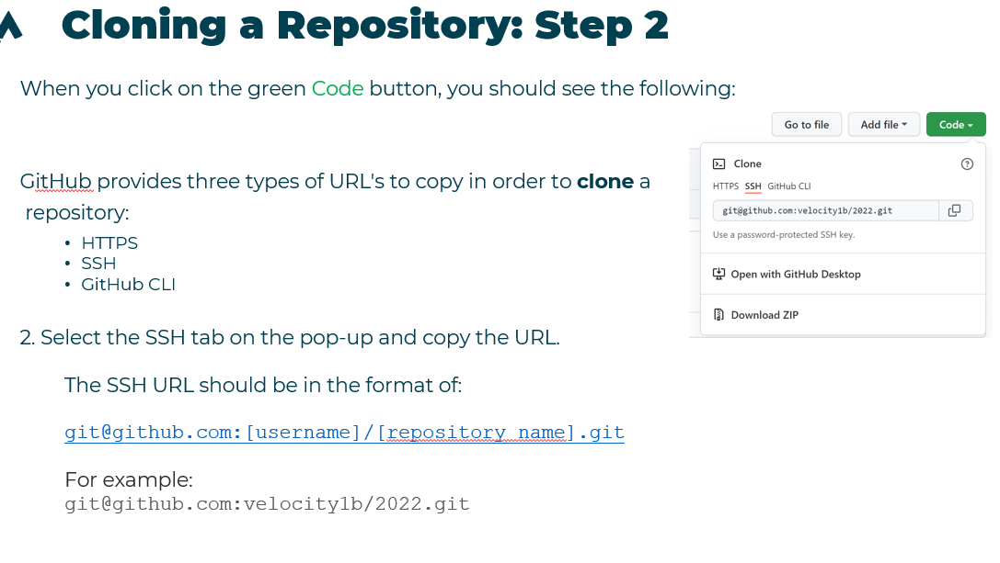 Cloning a Repository: Step 2
When you click on the green Code button, you should see the following:
Go to file Add file Code
GitHub provides three types of URL's to copy in order to clone a
repository:
• HTTPS
• SSH
• GitHub CLI
Clone
HTTPS SSH GitHub CLI
git@github.com:velocity1b/2022.git
Use a password-protected SSH key.
Open with GitHub Desktop
Download ZIP
2. Select the SSH tab on the pop-up and copy the URL.
The SSH URL should be in the format of:
git@github.com:[username]/[repository name].git
For example:
git@github.com:velocity1b/2022.git